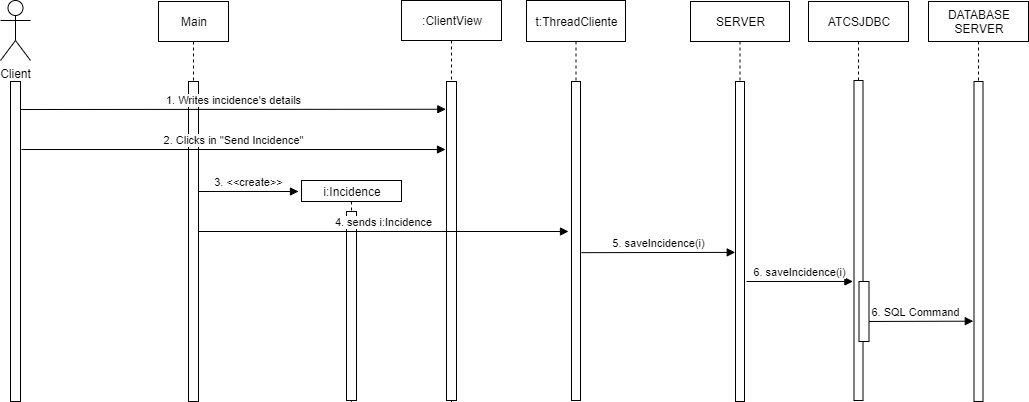 Client
Main
:ClientView
t:ThreadCliente
SERVER
ATCSJDBC
DATABASE
SERVER
1. Writes incidence's details
2. Clicks in "Send Incidence"
3. <<create>>
i:Incidence
4. sends i:Incidence
5. saveIncidence(i)
6. saveIncidence(i)
6. SQL Command